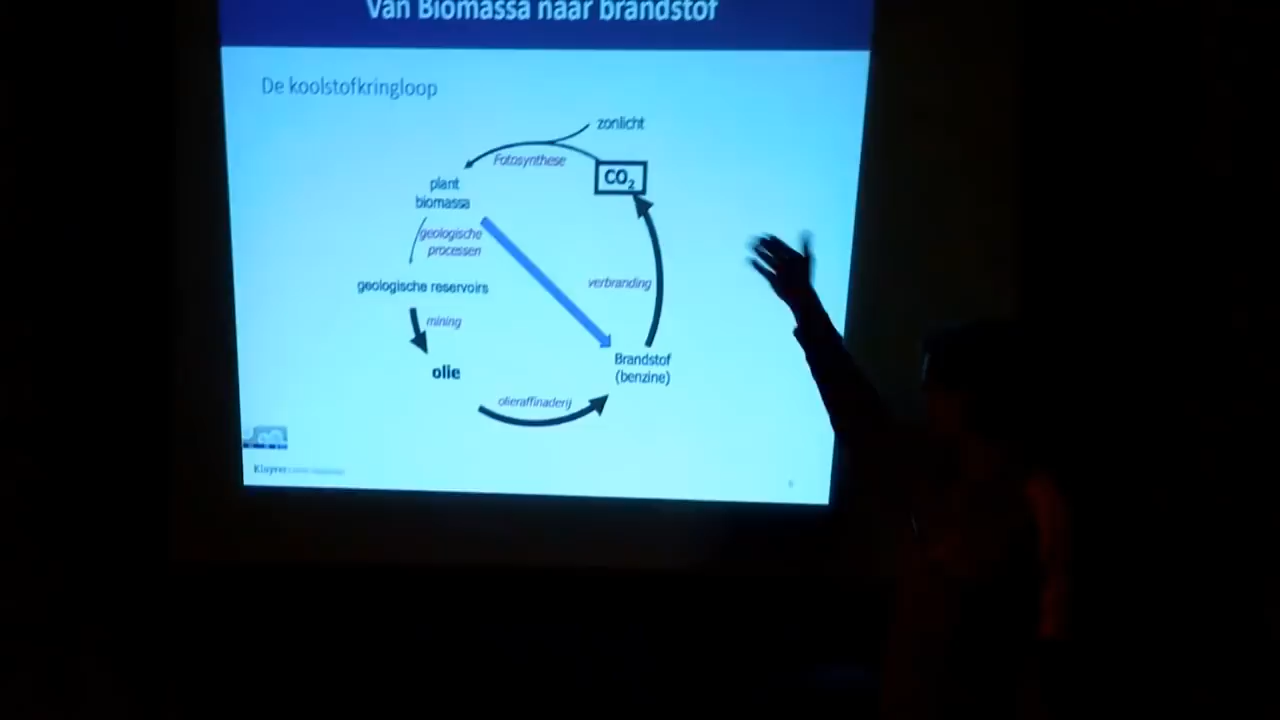 Van Biomassa naar brandstof
De koolstofkringloop
zonlicht
Fotosynthese
CO₂
plant
biomassa
geologische
processen
geologische reservoirs
verbranding
mining
Brandstof
(benzine)
olie
olieraffinaderij
Kluyver